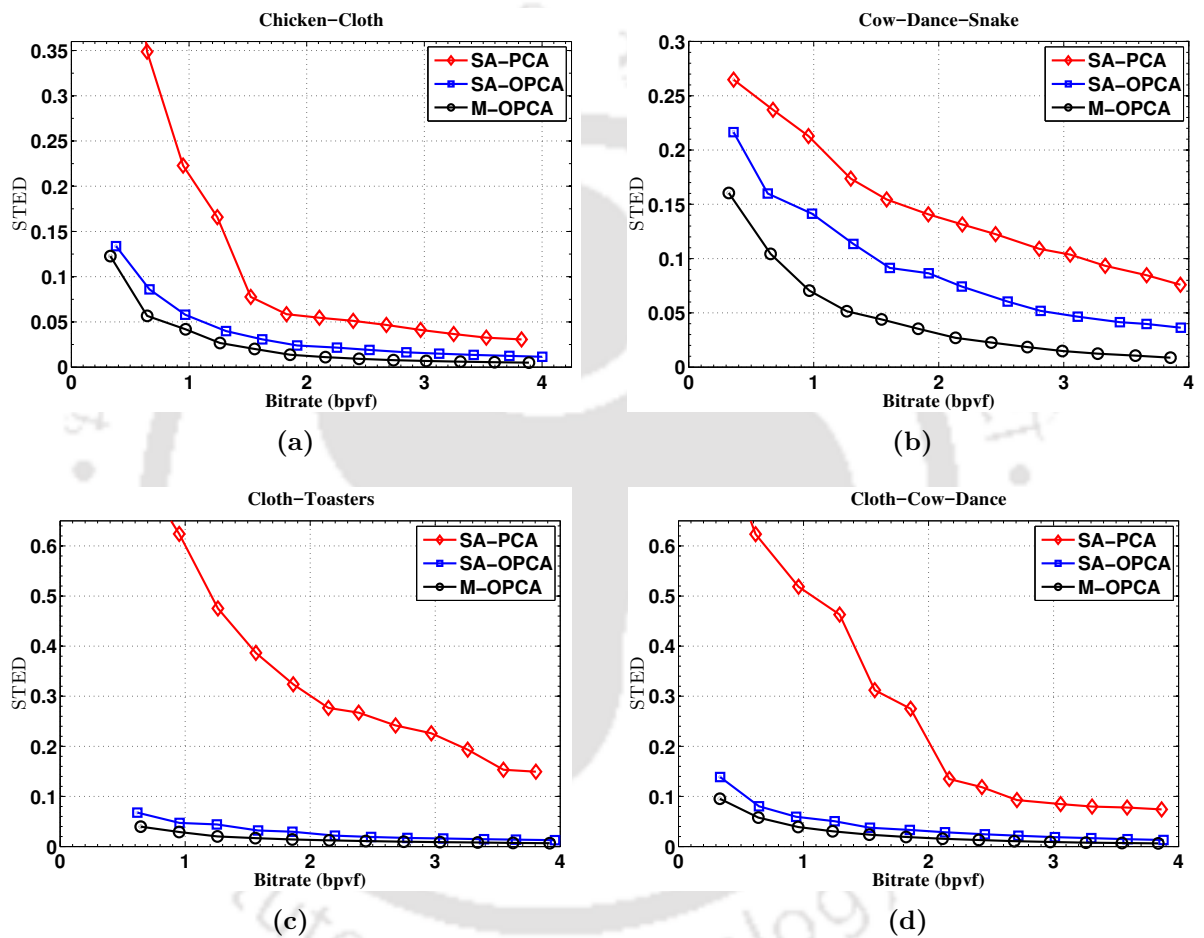 Chicken−Cloth
0.35
0.3
0.25
0.2
0.15
0.1
0.05
0
STED
SA−PCA
SA−OPCA
M−OPCA
0 1 2 3 4
Bitrate (bpvf)
(a)
Cow−Dance−Snake
0.3
0.25
0.2
0.15
0.1
0.05
0
STED
SA−PCA
SA−OPCA
M−OPCA
0 1 2 3 4
Bitrate (bpvf)
(b)
Cloth−Toasters
0.6
0.5
0.4
0.3
0.2
0.1
0
STED
SA−PCA
SA−OPCA
M−OPCA
0 1 2 3 4
Bitrate (bpvf)
(c)
Cloth−Cow−Dance
0.6
0.5
0.4
0.3
0.2
0.1
0
STED
SA−PCA
SA−OPCA
M−OPCA
0 1 2 3 4
Bitrate (bpvf)
(d)